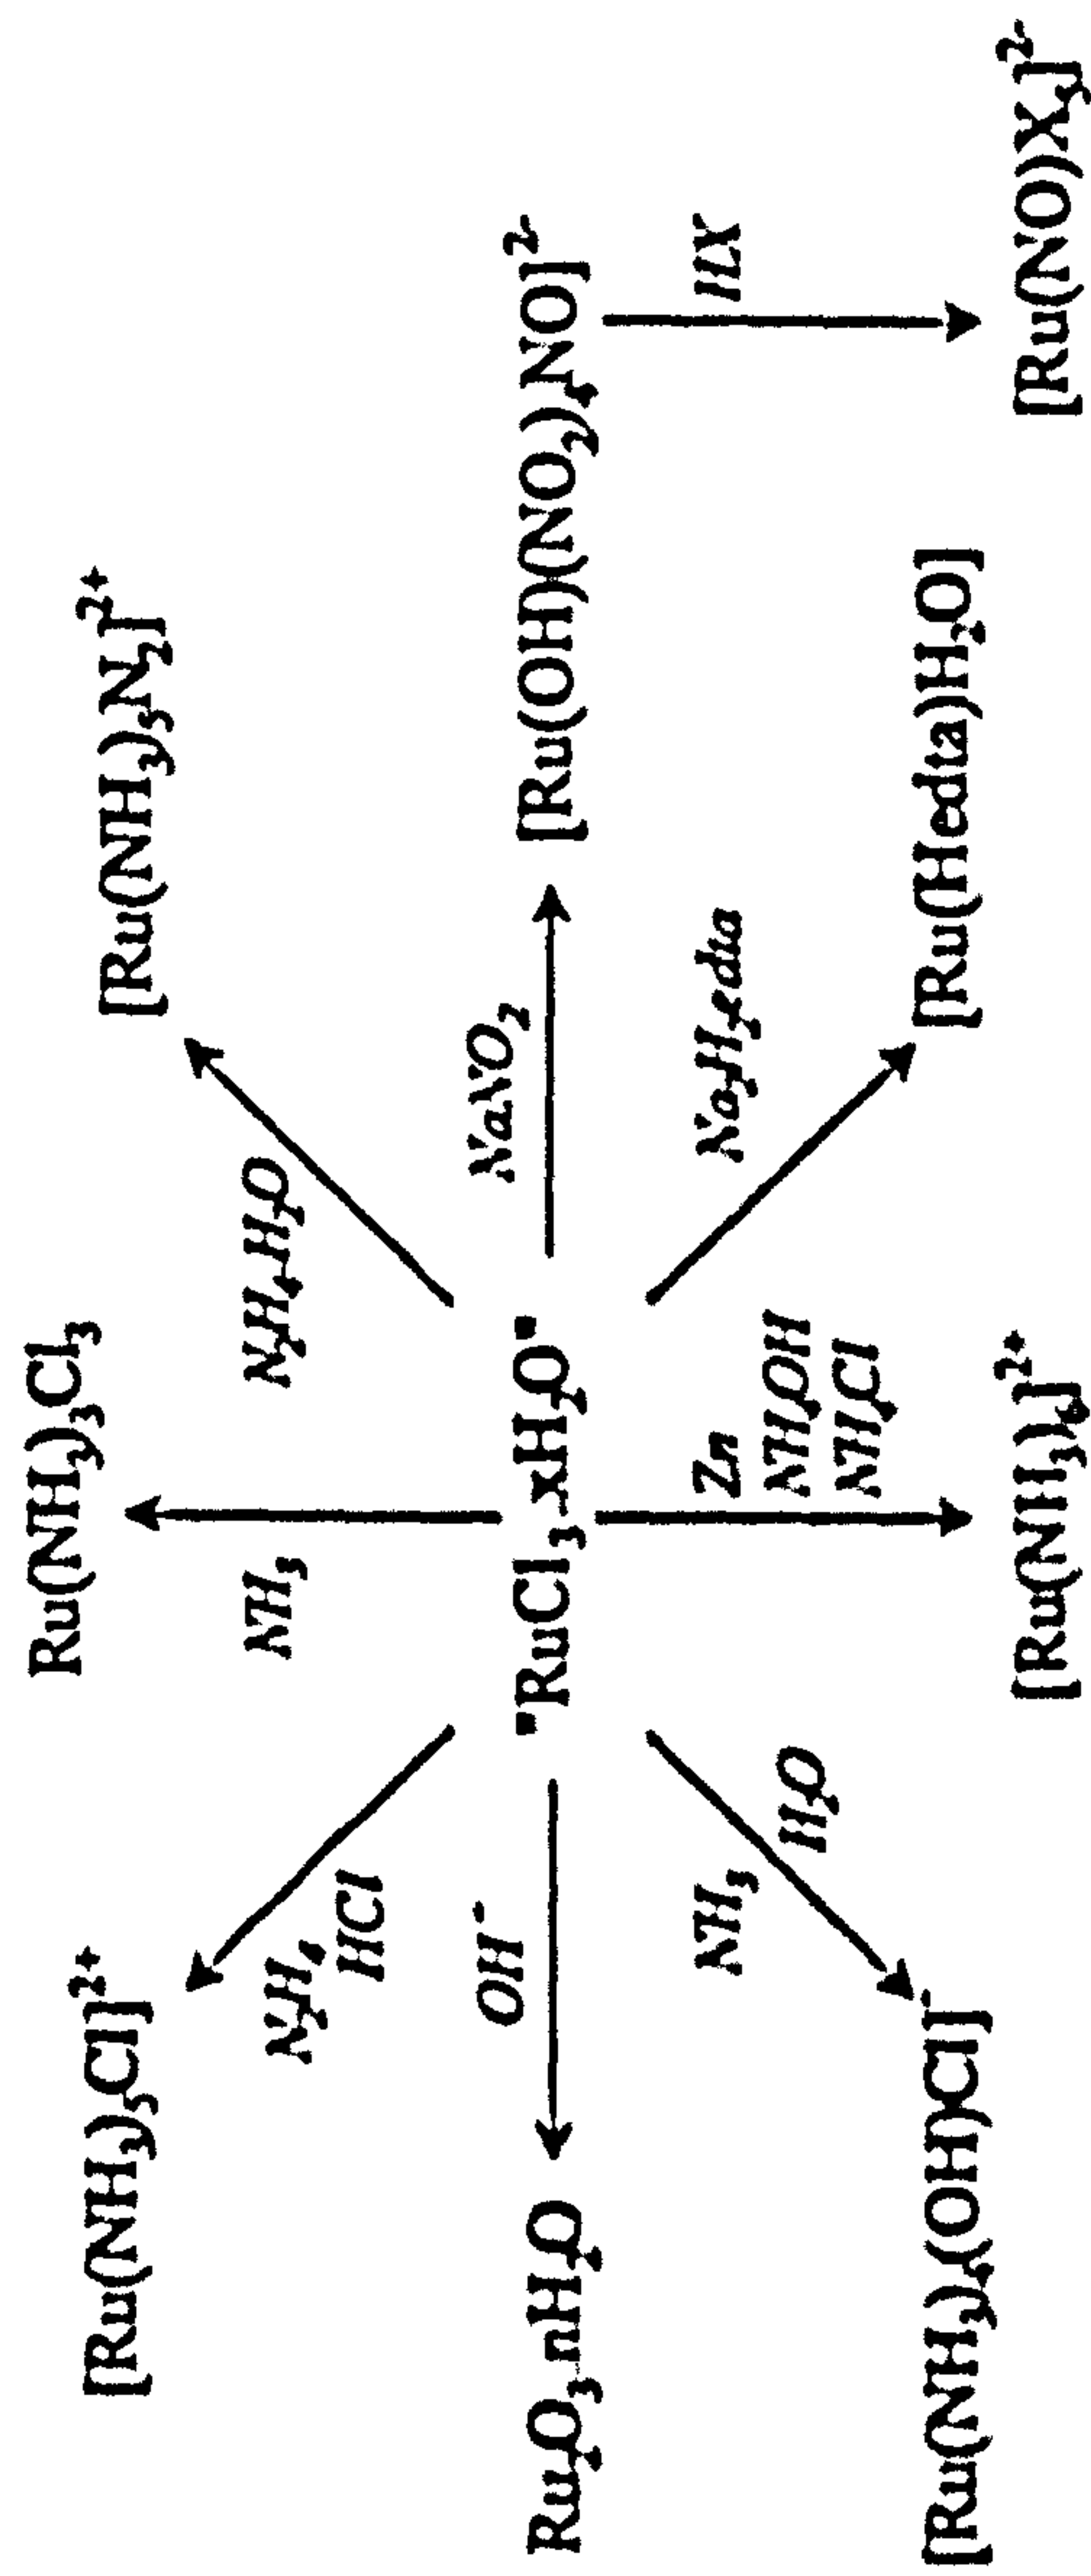 Ru(NH₃)₃Cl₃
[Ru(NH₃)₅Cl]²⁺
[Ru(NH₃)₅N₂]²⁺
NH₃
N₂H₄
HCl
N₂H₄·H₂O
OH⁻
NaNO₂
Ru₂O₃·nH₂O
"RuCl₃·xH₂O"
[Ru(OH)(NO₂)₄NO]²⁻
NH₃
H₂O
Zn
NH₄OH
NH₄Cl
Na₂H₂edta
HX
[Ru(NH₃)₄(OH)Cl]⁻
[Ru(Hedta)H₂O]
[Ru(NH₃)₆]²⁺
[Ru(NO)X₅]²⁻